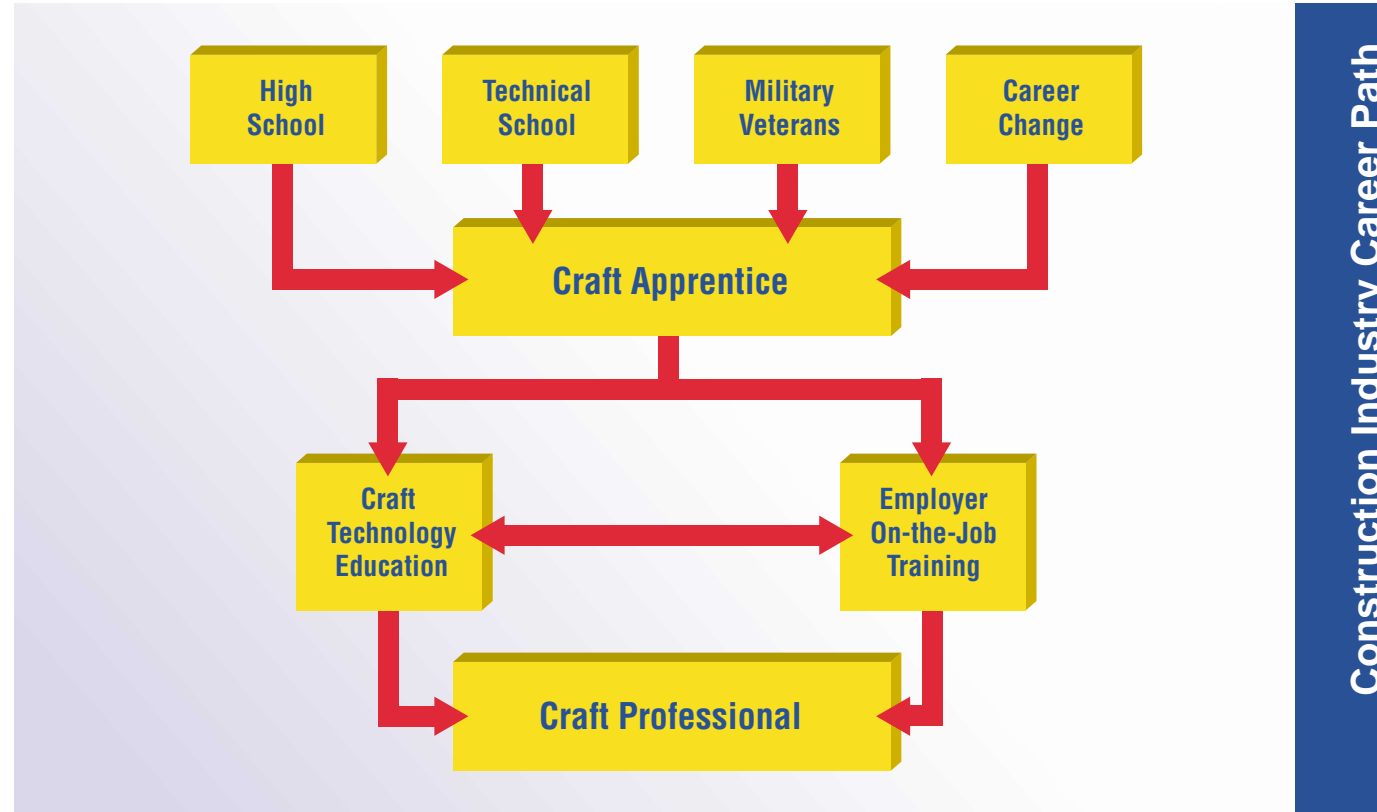 High
School
Technical
School
Military
Veterans
Career
Change
Craft Apprentice
Craft
Technology
Education
Employer
On-the-Job
Training
Craft Professional
Construction Industry Career Path